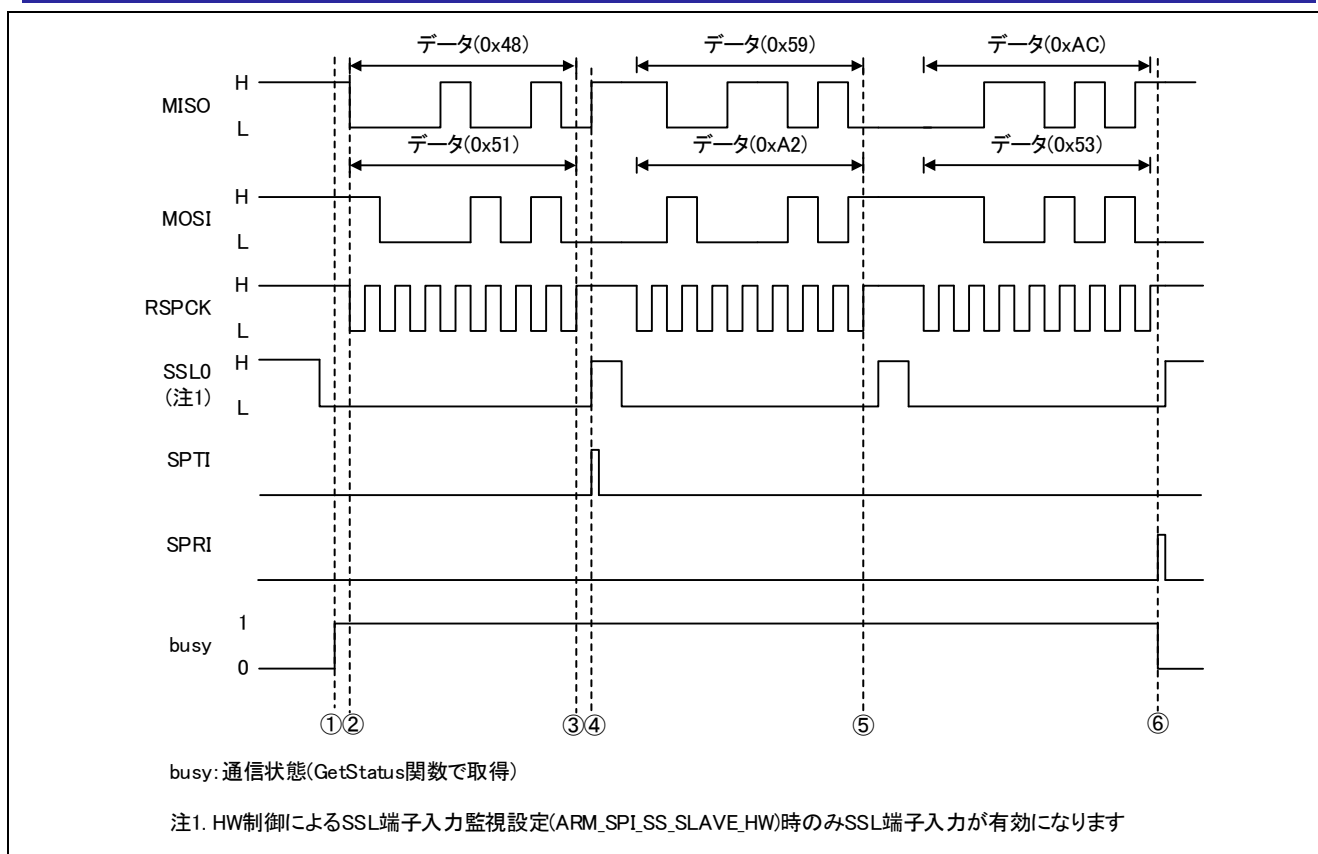 データ(0x48) データ(0x59) データ(0xAC)
H
MISO
L
データ(0x51) データ(0xA2) データ(0x53)
H
MOSI
L
H
RSPCK
L
SSL0 H
(注1) L
SPTI
SPRI
1
busy
0
①② ③④ ⑤ ⑥
busy:通信状態(GetStatus関数で取得)
注1. HW制御によるSSL端子入力監視設定(ARM_SPI_SS_SLAVE_HW)時のみSSL端子入力が有効になります